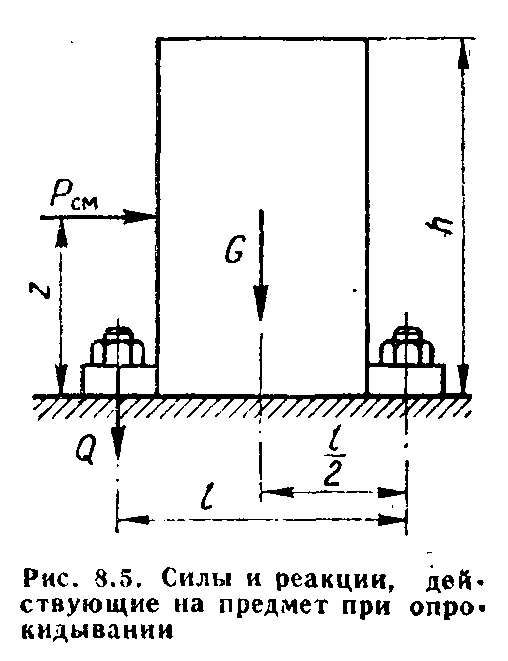 Pсм
h
G
z
Q
l/2
l
Рис. 8.5. Силы и реакции, дей-
ствующие на предмет при опро-
кидывании